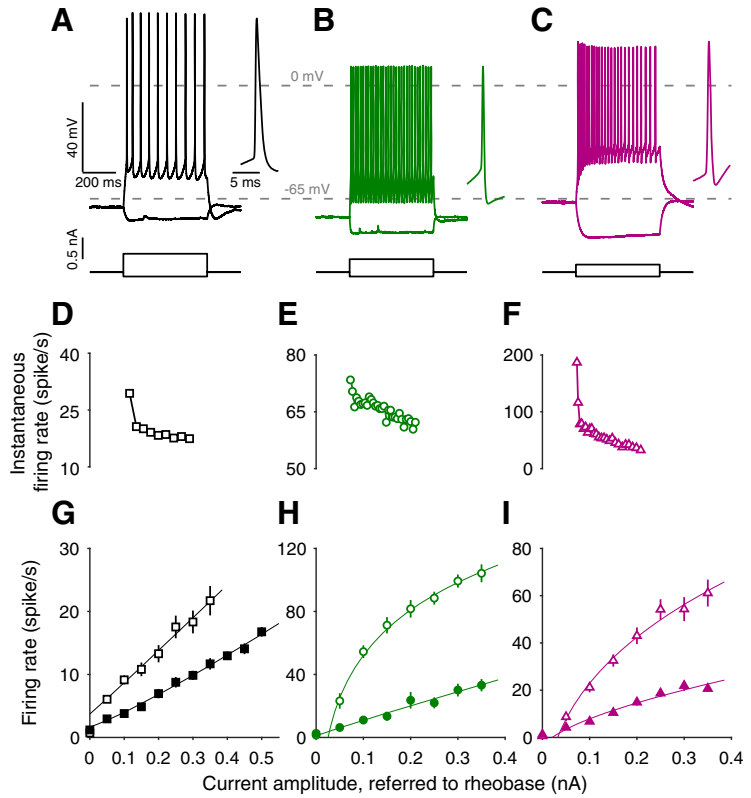 A
B
C
0 mV
40 mV
200 ms
5 ms
-65 mV
0.5 nA
D
E
F
Instantaneous
firing rate (spike/s)
40
25
10
80
65
50
200
100
0
G
H
I
Firing rate (spike/s)
30
20
10
0
120
80
40
0
80
60
40
20
0
0 0.1 0.2 0.3 0.4 0.5
0 0.1 0.2 0.3 0.4
0 0.1 0.2 0.3 0.4
Current amplitude, referred to rheobase (nA)